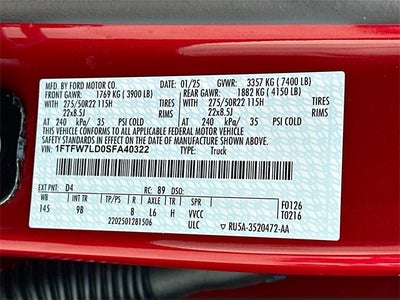 MFD. BY FORD MOTOR CO. 01/25 GVWR: 3357 KG ( 7400 LB)
FRONT GAWR: 1769 KG ( 3900 LB) REAR GAWR: 1882 KG ( 4150 LB)
275/50R22 115H TIRES 275/50R22 115H TIRES
22x8.5J RIMS 22x8.5J RIMS
AT 240 kPa/ 35 PSI COLD AT 240 kPa/ 35 PSI COLD
THIS VEHICLE CONFORMS TO ALL APPLICABLE FEDERAL MOTOR VEHICLE
SAFETY STANDARDS IN EFFECT ON THE DATE OF MANUFACTURE SHOWN ABOVE.
VIN: 1FTFW7LD0SFA40322 TYPE: Truck
EXT PNT: D4 RC: 89 DSO: F0126
WB INT TR TP/PS R AXLE TR SPR T0216
145 9B 8 L6 H VVCC
2202501281506 ULC RU5A-3520472-AA